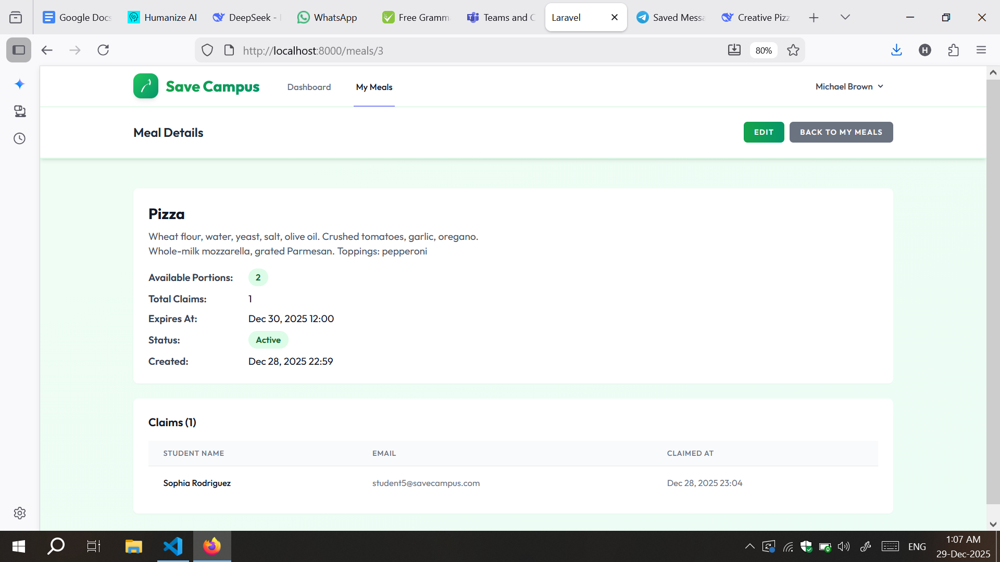 Google Docs
Humanize AI
DeepSeek -
WhatsApp
Free Gramm
Teams and C
Laravel
Saved Messa
Creative Pizz
http://localhost:8000/meals/3
80%
H
Save Campus
Dashboard
My Meals
Michael Brown
Meal Details
EDIT
BACK TO MY MEALS
Pizza
Wheat flour, water, yeast, salt, olive oil. Crushed tomatoes, garlic, oregano.
Whole-milk mozzarella, grated Parmesan. Toppings: pepperoni
Available Portions: 2
Total Claims: 1
Expires At: Dec 30, 2025 12:00
Status: Active
Created: Dec 28, 2025 22:59
Claims (1)
STUDENT NAME EMAIL CLAIMED AT
Sophia Rodriguez student5@savecampus.com Dec 28, 2025 23:04
ENG
1:07 AM
29-Dec-2025